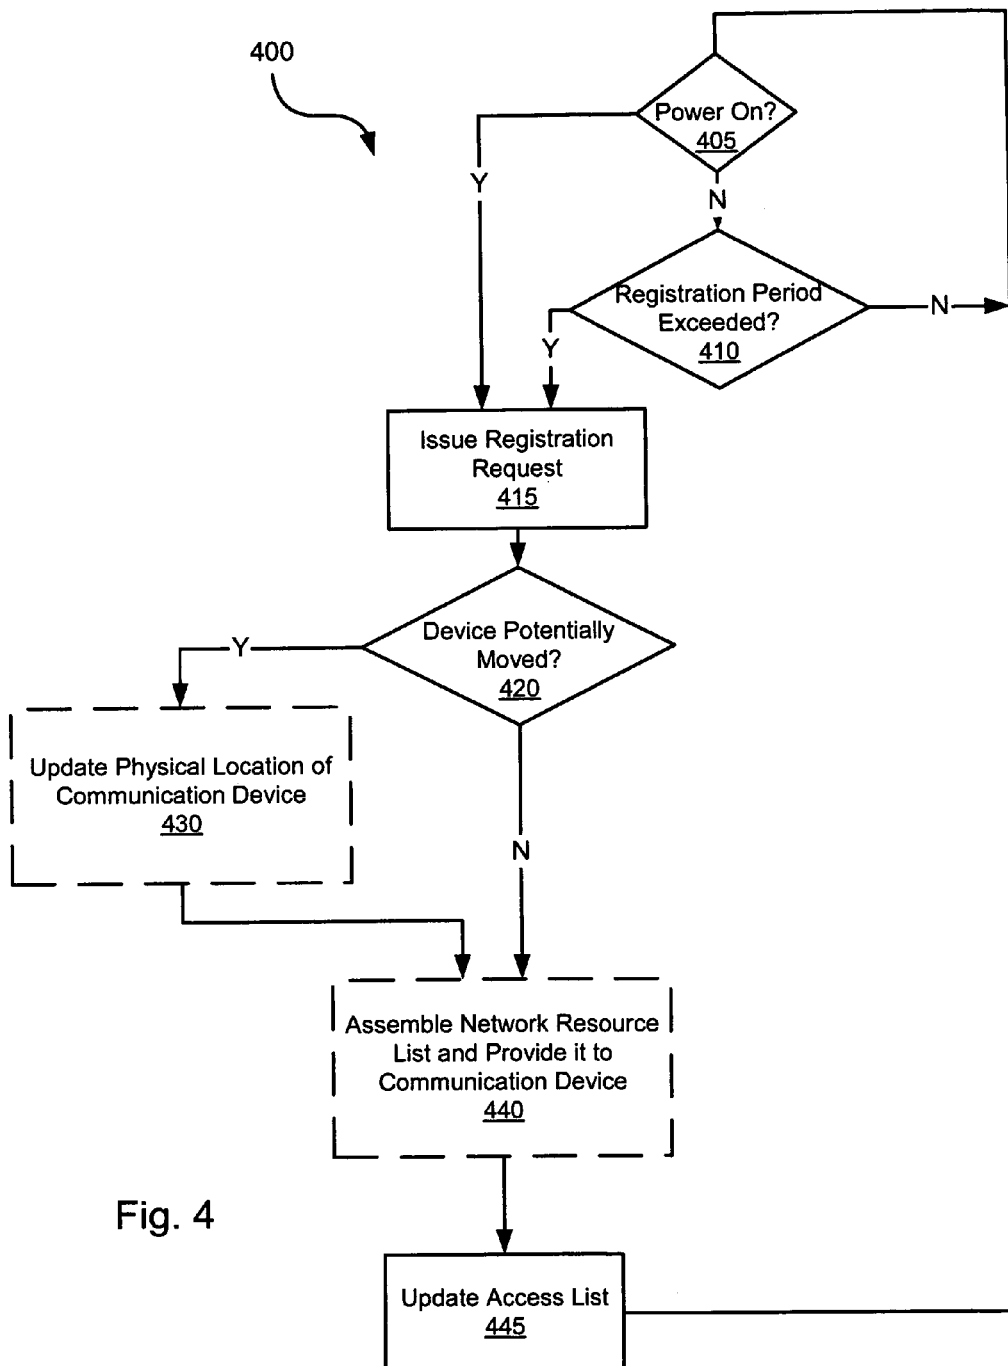 400
Power On?
405
Y
N
Registration Period
Exceeded?
410
N
Y
Issue Registration
Request
415
Device Potentially
Moved?
420
Y
Update Physical Location of
Communication Device
430
N
Assemble Network Resource
List and Provide it to
Communication Device
440
Fig. 4
Update Access List
445